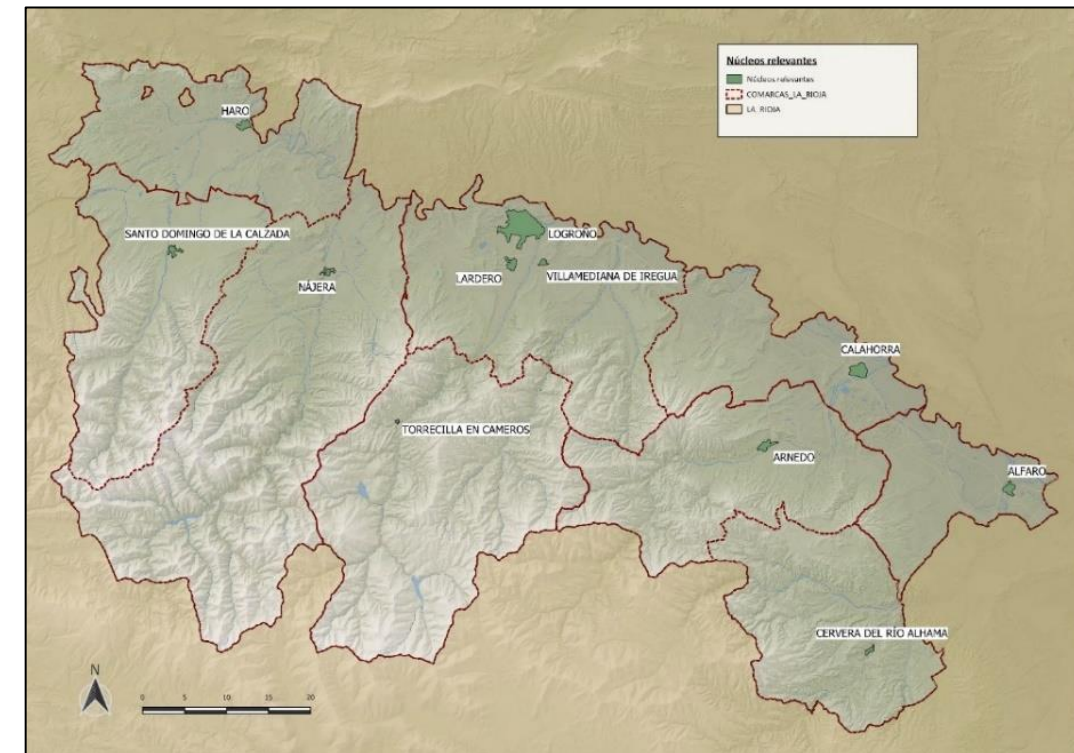 Núcleos relevantes
Núcleos relevantes
COMARCAS_LA_RIOJA
LA_RIOJA
HARO
SANTO DOMINGO DE LA CALZADA
LOGROÑO
LARDERO
VILLAMEDIANA DE IREGUA
NÁJERA
CALAHORRA
TORRECILLA EN CAMEROS
ARNEDO
ALFARO
CERVERA DEL RÍO ALHAMA
N
0 5 10 15 20